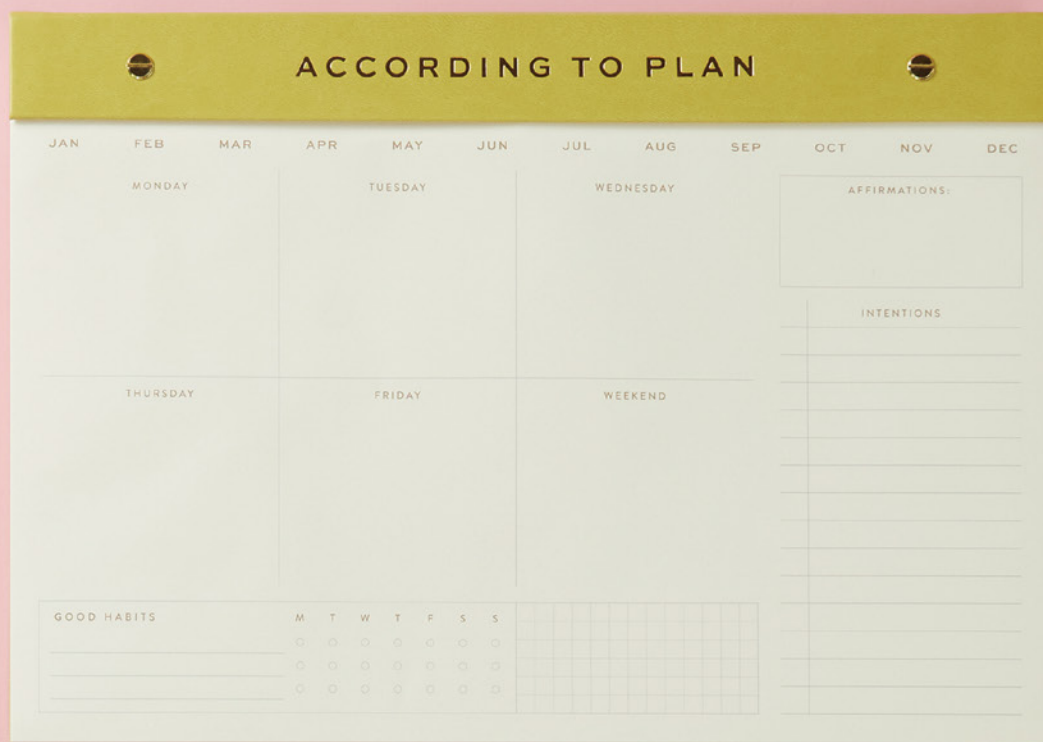 ACCORDING TO PLAN
JAN FEB MAR APR MAY JUN JUL AUG SEP OCT NOV DEC
MONDAY TUESDAY WEDNESDAY
AFFIRMATIONS:
INTENTIONS
THURSDAY FRIDAY WEEKEND
GOOD HABITS M T W T F S S